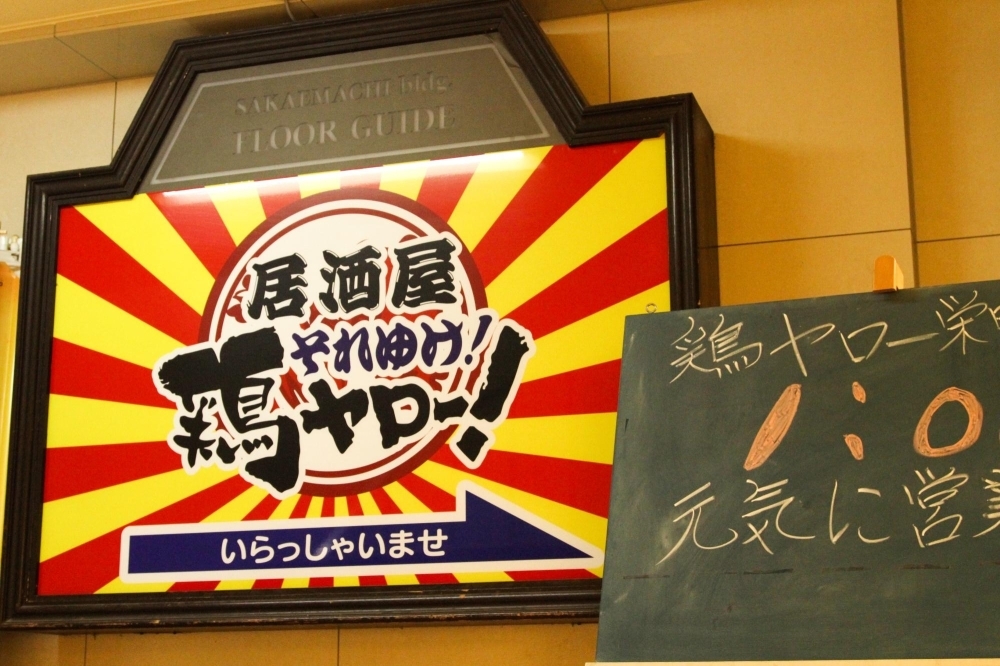 SAKAEMACHI bldg.
FLOOR GUIDE
居酒屋
それゆけ!
鶏ヤロー!
いらっしゃいませ
鶏ヤロー栄
1:0
元気に営